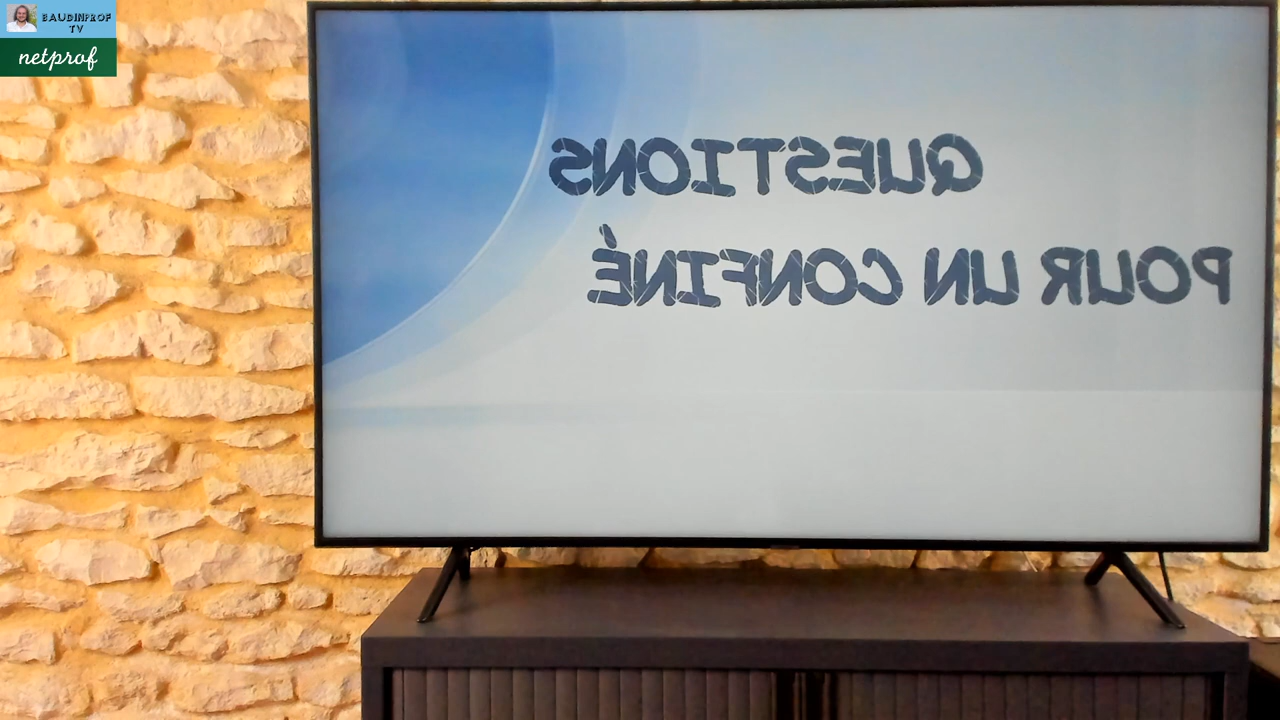 BAUDINPROF
TV
netprof
QUESTIONS
POUR UN CONFINÉ